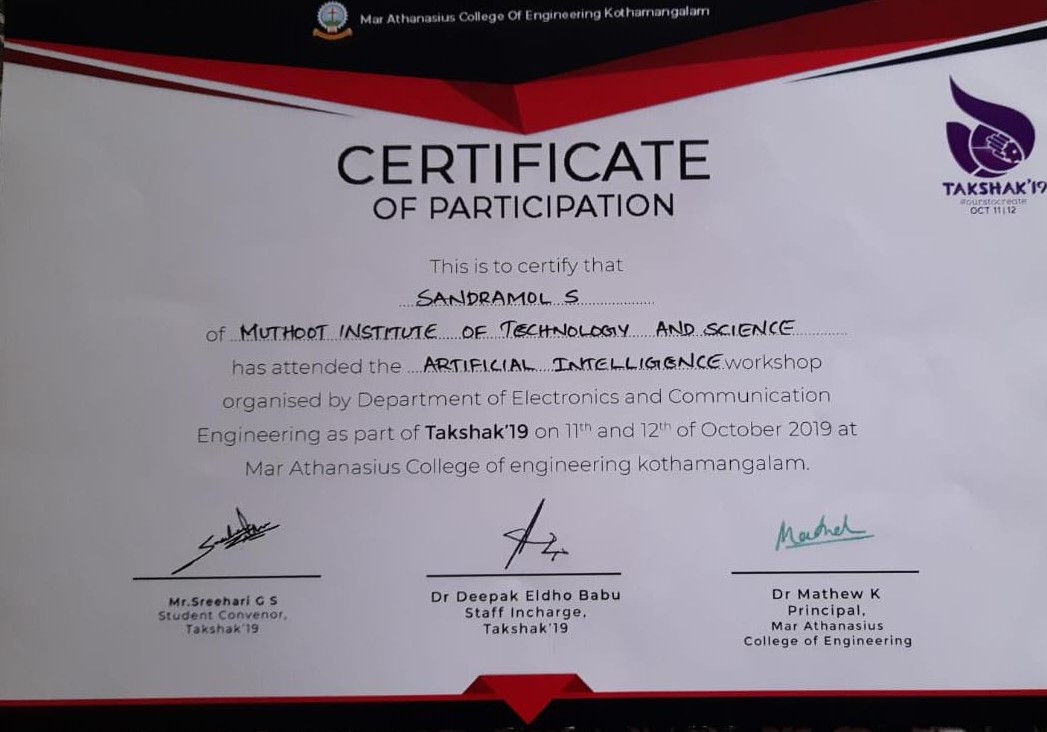 Mar Athanasius College Of Engineering Kothamangalam
TAKSHAK'19
#ourstocreate
OCT 11|12
CERTIFICATE
OF PARTICIPATION
This is to certify that
SANDRAMOL S
of MUTHOOT INSTITUTE OF TECHNOLOGY AND SCIENCE
has attended the ARTIFICIAL INTELLIGENCE workshop
organised by Department of Electronics and Communication
Engineering as part of Takshak'19 on 11th and 12th of October 2019 at
Mar Athanasius College of engineering kothamangalam.
Mr.Sreehari G S
Student Convenor,
Takshak'19
Dr Deepak Eldho Babu
Staff Incharge,
Takshak'19
Dr Mathew K
Principal,
Mar Athanasius
College of Engineering